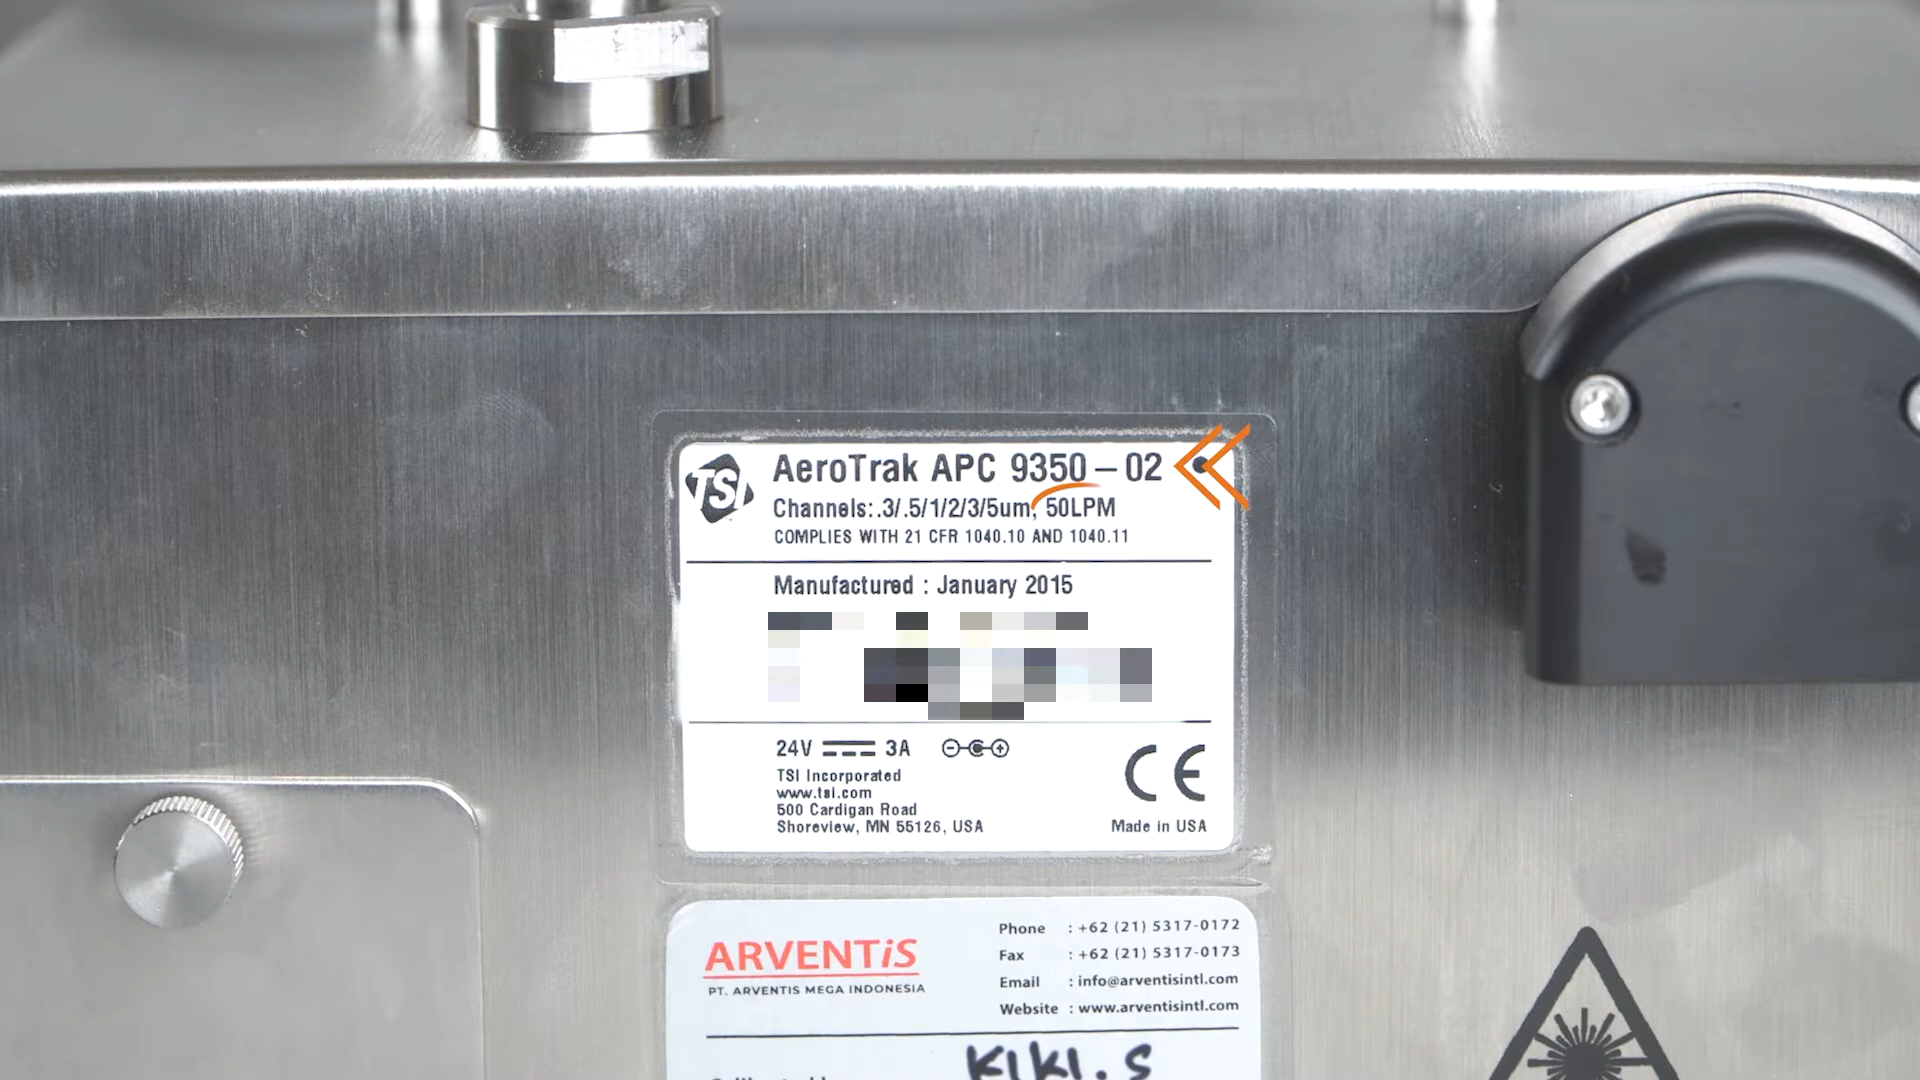 TSI
AeroTrak APC 9350 – 02
Channels: .3/.5/1/2/3/5um, 50LPM
COMPLIES WITH 21 CFR 1040.10 AND 1040.11
Manufactured : January 2015
24V 3A
TSI Incorporated
www.tsi.com
500 Cardigan Road
Shoreview, MN 55126, USA
CE
Made in USA
ARVENTiS
PT. ARVENTIS MEGA INDONESIA
Phone : +62 (21) 5317-0172
Fax : +62 (21) 5317-0173
Email : info@arventisintl.com
Website : www.arventisintl.com
KIKI.S